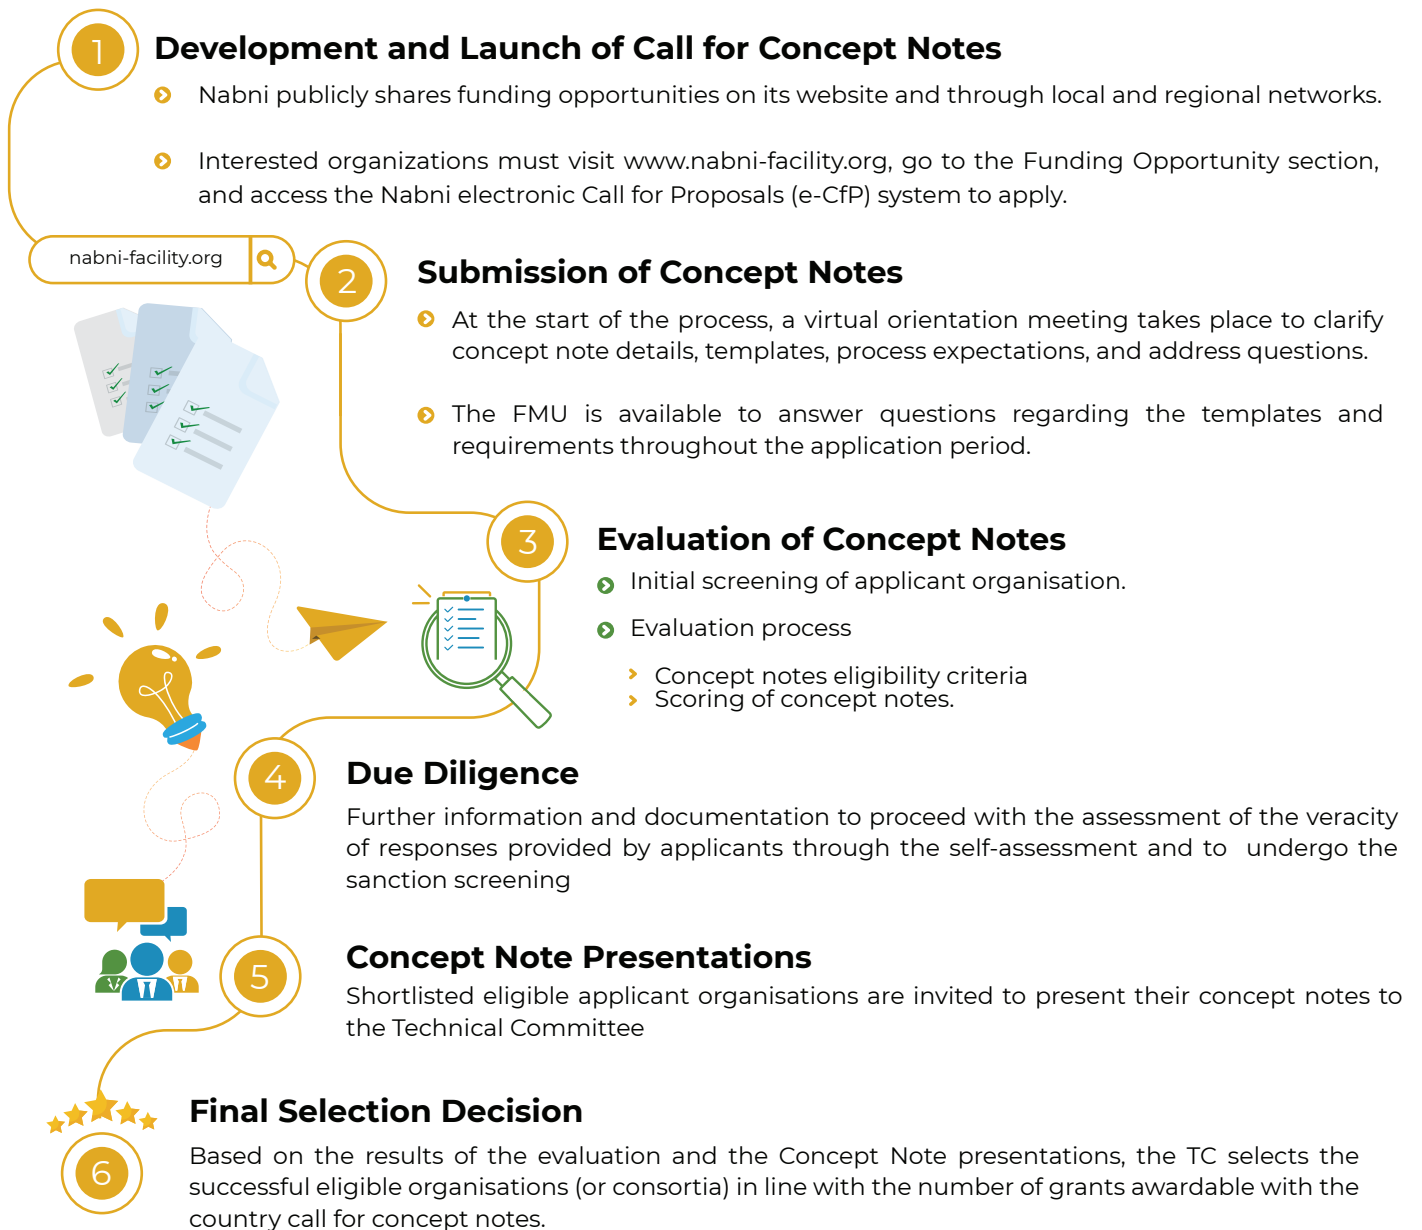 1
Development and Launch of Call for Concept Notes
Nabni publicly shares funding opportunities on its website and through local and regional networks.
Interested organizations must visit www.nabni-facility.org, go to the Funding Opportunity section,
and access the Nabni electronic Call for Proposals (e-CfP) system to apply.
nabni-facility.org
2
Submission of Concept Notes
At the start of the process, a virtual orientation meeting takes place to clarify
concept note details, templates, process expectations, and address questions.
The FMU is available to answer questions regarding the templates and
requirements throughout the application period.
3
Evaluation of Concept Notes
Initial screening of applicant organisation.
Evaluation process
Concept notes eligibility criteria
Scoring of concept notes.
4
Due Diligence
Further information and documentation to proceed with the assessment of the veracity
of responses provided by applicants through the self-assessment and to undergo the
sanction screening
5
Concept Note Presentations
Shortlisted eligible applicant organisations are invited to present their concept notes to
the Technical Committee
6
Final Selection Decision
Based on the results of the evaluation and the Concept Note presentations, the TC selects the
successful eligible organisations (or consortia) in line with the number of grants awardable with the
country call for concept notes.